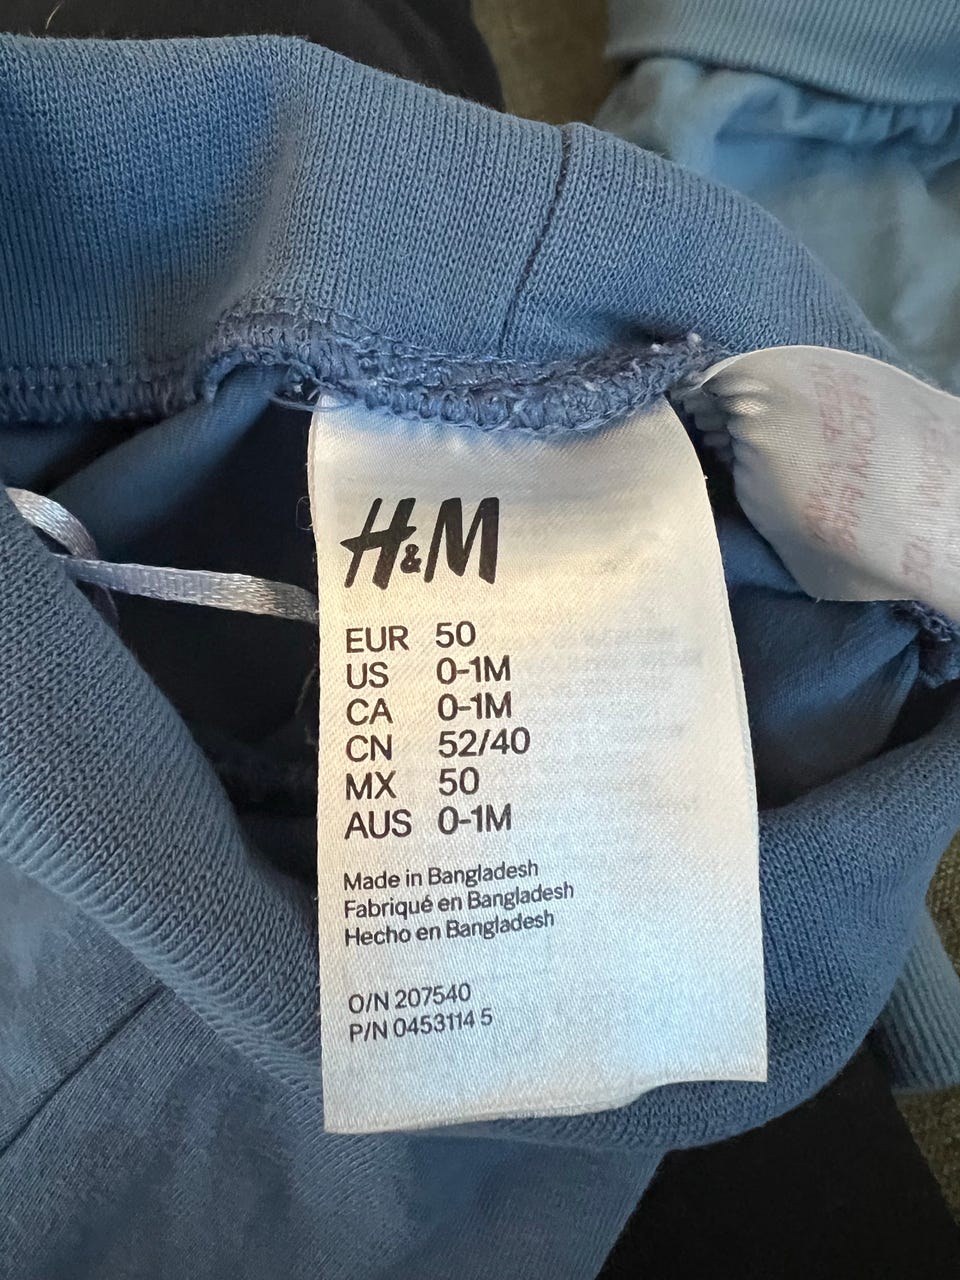 H&M
EUR 50
US 0-1M
CA 0-1M
CN 52/40
MX 50
AUS 0-1M
Made in Bangladesh
Fabriqué en Bangladesh
Hecho en Bangladesh
O/N 207540
P/N 0453114 5